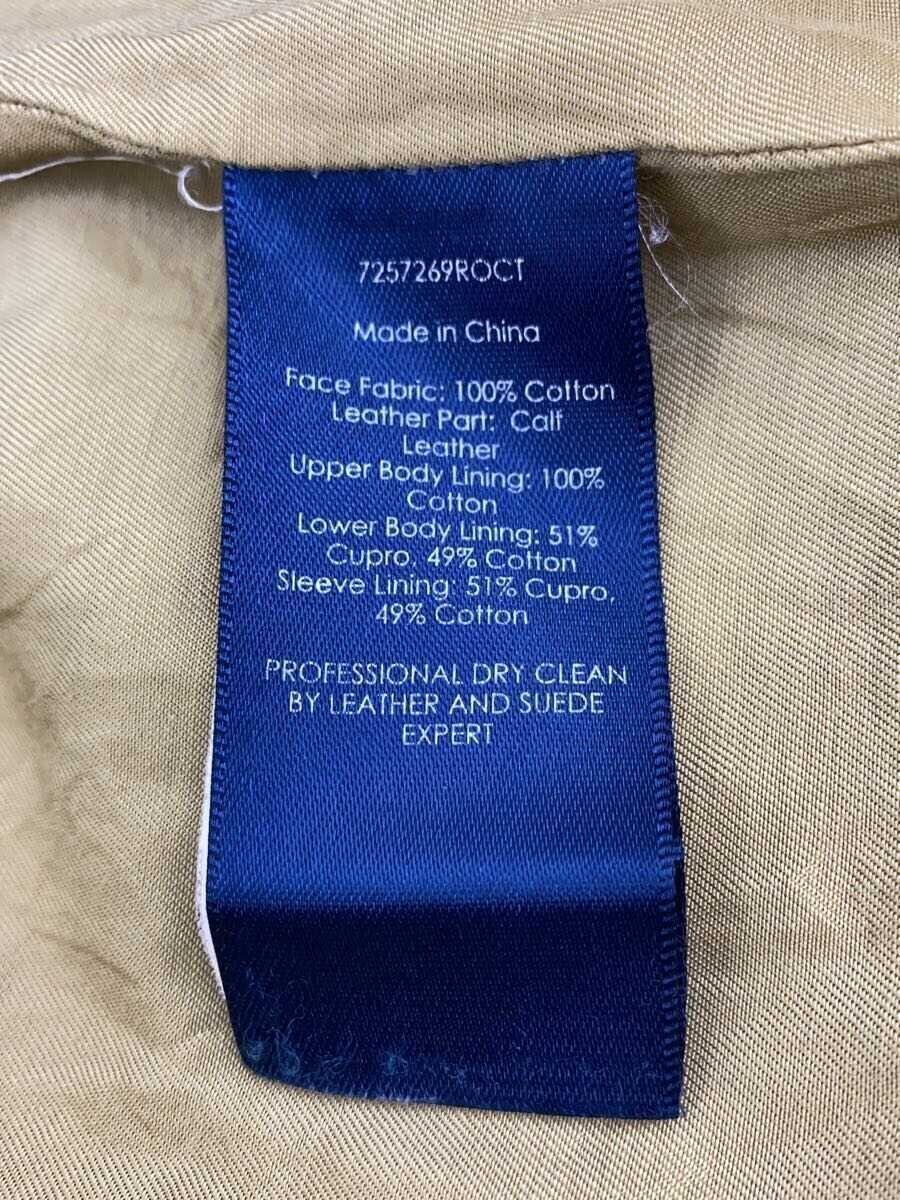 7257269ROCT
Made in China
Face Fabric: 100% Cotton
Leather Part: Calf
Leather
Upper Body Lining: 100%
Cotton
Lower Body Lining: 51%
Cupro, 49% Cotton
Sleeve Lining: 51% Cupro,
49% Cotton
PROFESSIONAL DRY CLEAN
BY LEATHER AND SUEDE
EXPERT